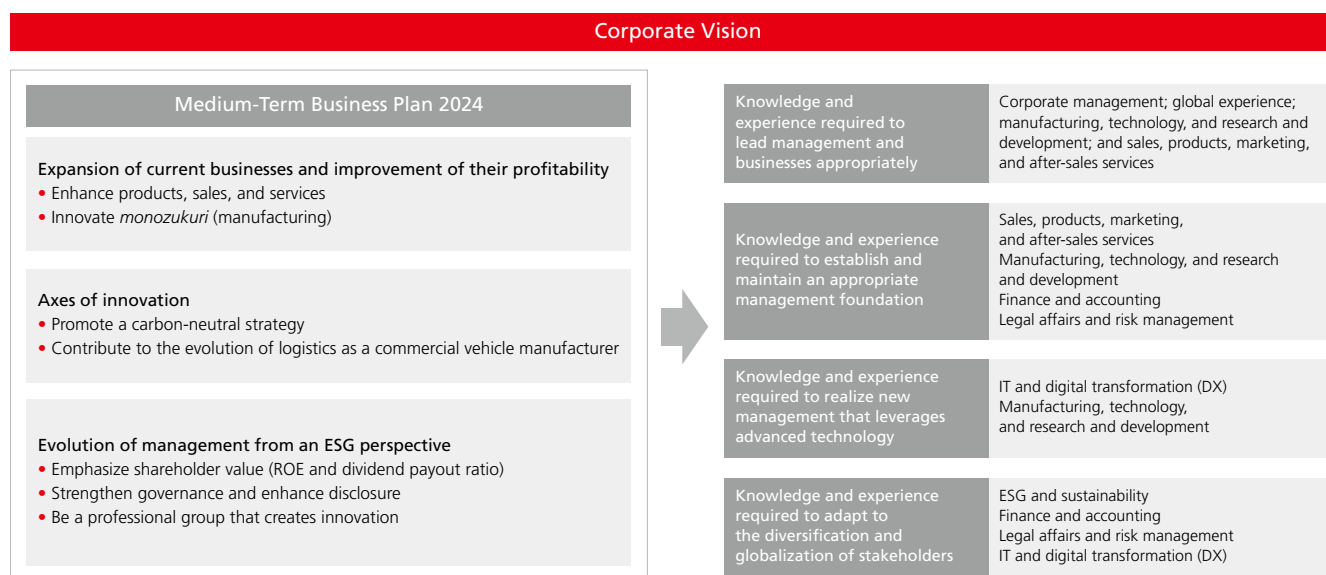 Corporate Vision
Medium-Term Business Plan 2024
Expansion of current businesses and improvement of their profitability
• Enhance products, sales, and services
• Innovate monozukuri (manufacturing)
Axes of innovation
• Promote a carbon-neutral strategy
• Contribute to the evolution of logistics as a commercial vehicle manufacturer
Evolution of management from an ESG perspective
• Emphasize shareholder value (ROE and dividend payout ratio)
• Strengthen governance and enhance disclosure
• Be a professional group that creates innovation
Knowledge and
experience required to
lead management and
businesses appropriately
Corporate management; global experience;
manufacturing, technology, and research and
development; and sales, products, marketing,
and after-sales services
Knowledge and experience
required to establish and
maintain an appropriate
management foundation
Sales, products, marketing,
and after-sales services
Manufacturing, technology, and research
and development
Finance and accounting
Legal affairs and risk management
Knowledge and experience
required to realize new
management that leverages
advanced technology
IT and digital transformation (DX)
Manufacturing, technology,
and research and development
Knowledge and experience
required to adapt to
the diversification and
globalization of stakeholders
ESG and sustainability
Finance and accounting
Legal affairs and risk management
IT and digital transformation (DX)